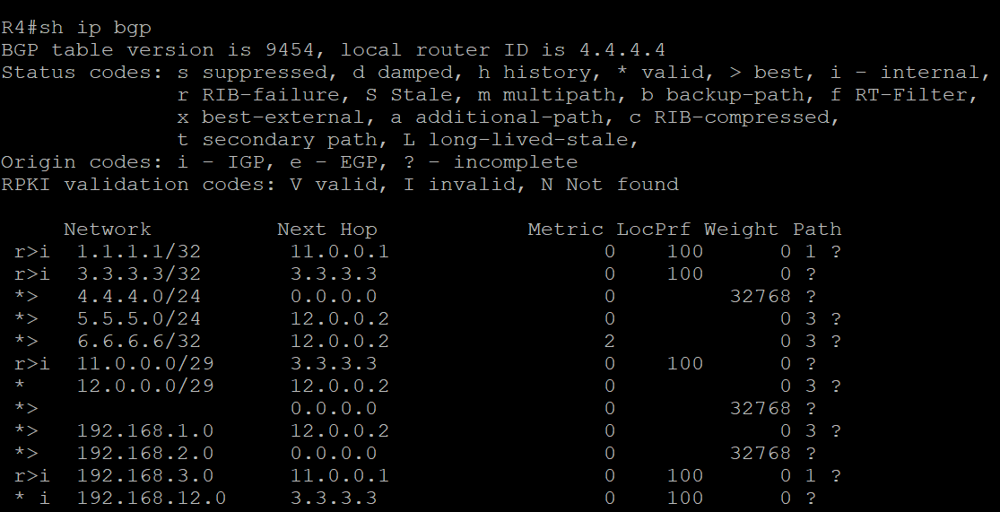 R4#sh ip bgp
BGP table version is 9454, local router ID is 4.4.4.4
Status codes: s suppressed, d damped, h history, * valid, > best, i - internal,
              r RIB-failure, S Stale, m multipath, b backup-path, f RT-Filter,
              x best-external, a additional-path, c RIB-compressed,
              t secondary path, L long-lived-stale,
Origin codes: i - IGP, e - EGP, ? - incomplete
RPKI validation codes: V valid, I invalid, N Not found
     Network          Next Hop            Metric LocPrf Weight Path
 r>i  1.1.1.1/32       11.0.0.1                 0    100      0 1 ?
 r>i  3.3.3.3/32       3.3.3.3                  0    100      0 ?
 *>   4.4.4.0/24       0.0.0.0                  0         32768 ?
 *>   5.5.5.0/24       12.0.0.2                 0             0 3 ?
 *>   6.6.6.6/32       12.0.0.2                 2             0 3 ?
 r>i  11.0.0.0/29      3.3.3.3                  0    100      0 ?
 *    12.0.0.0/29      12.0.0.2                 0             0 3 ?
 *>                    0.0.0.0                  0         32768 ?
 *>   192.168.1.0      12.0.0.2                 0             0 3 ?
 *>   192.168.2.0      0.0.0.0                  0         32768 ?
 r>i  192.168.3.0      11.0.0.1                 0    100      0 1 ?
 * i  192.168.12.0     3.3.3.3                  0    100      0 ?